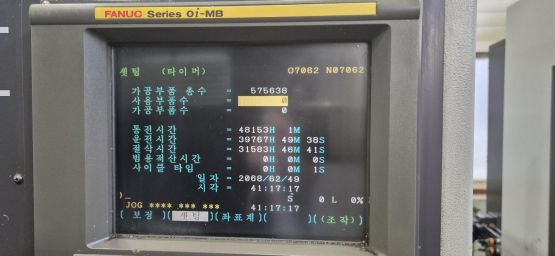 FANUC Series 0i-MB
셋팅 (타이머) O7062 N07062
가공부품 총수 = 575638
사용부품수 = 0
가공부품수 = 0
통전시간 = 48153H 1M
운전시간 = 39767H 49M 38S
절삭시간 = 31583H 46M 41S
범용적산시간 = 0H 0M 0S
사이클 타임 = 0H 0M 1S
일자 = 2068/62/49
시각 = 41:17:17
)_ S 0 L 0%
JOG **** *** *** 41:17:17
( 보정 )( 셋팅 )(좌표계)( )( (조작) )